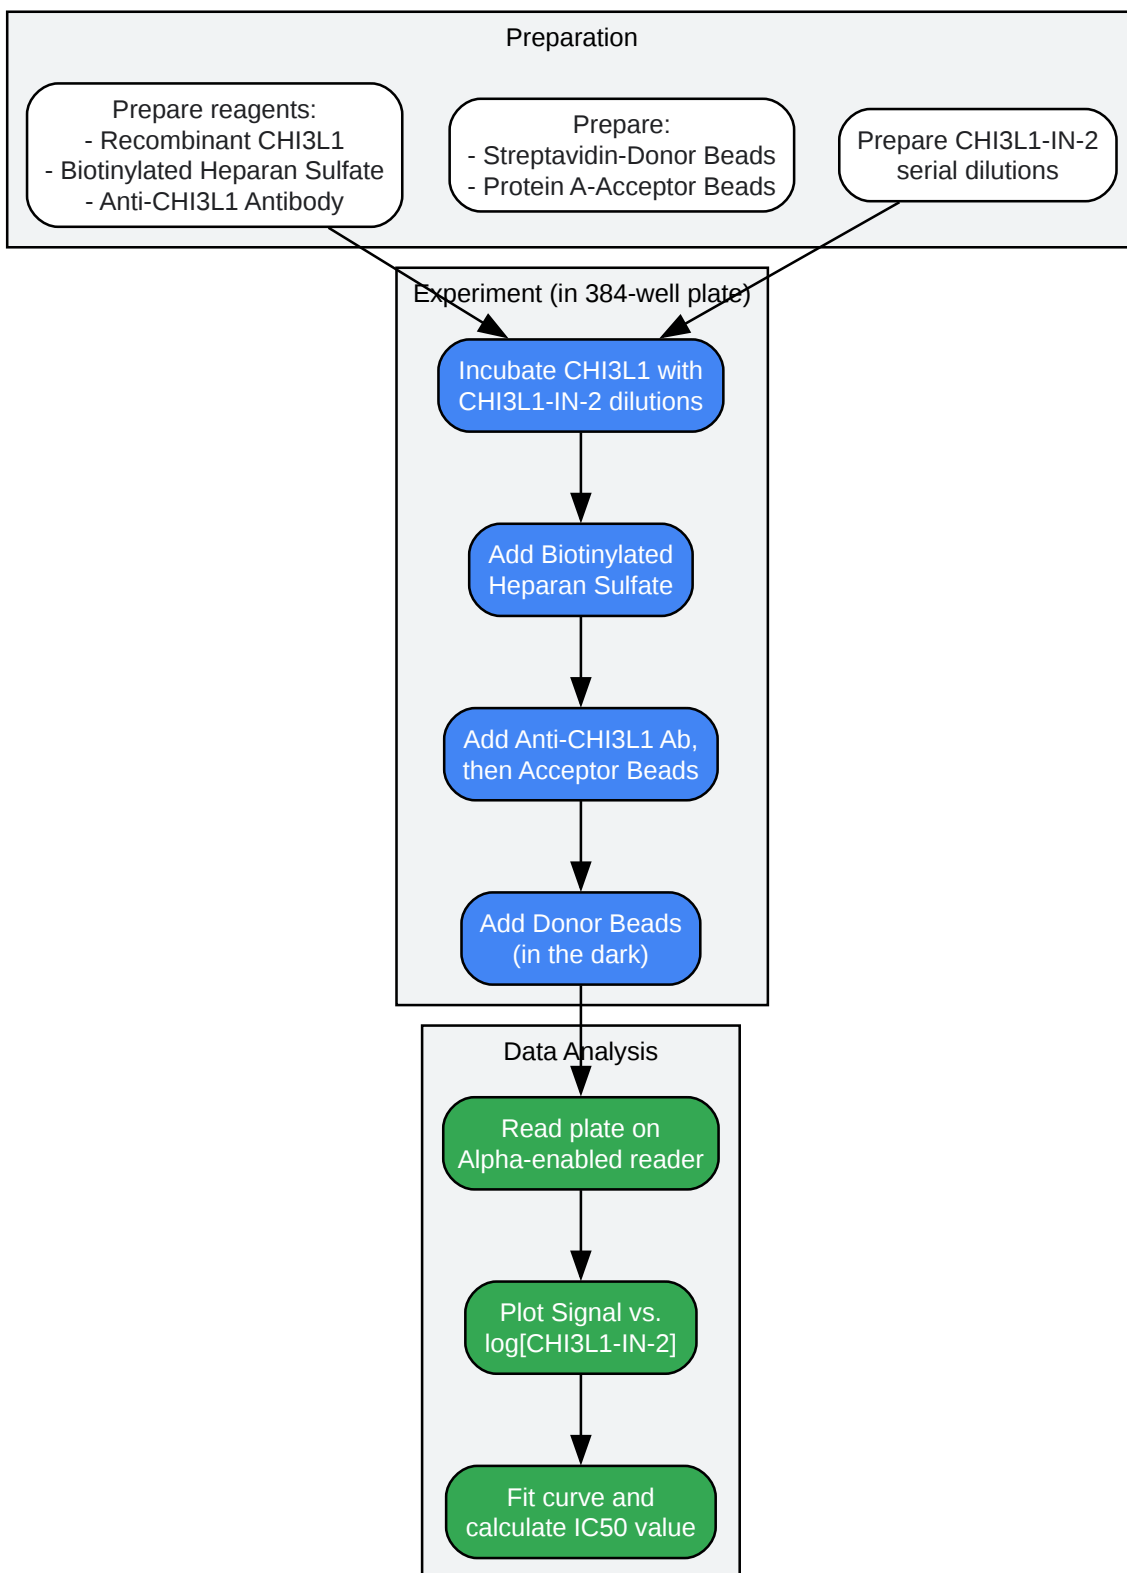 Preparation
Prepare reagents:
- Recombinant CHI3L1
- Biotinylated Heparan Sulfate
- Anti-CHI3L1 Antibody
Prepare:
- Streptavidin-Donor Beads
- Protein A-Acceptor Beads
Prepare CHI3L1-IN-2
serial dilutions
Experiment (in 384-well plate)
Incubate CHI3L1 with
CHI3L1-IN-2 dilutions
Add Biotinylated
Heparan Sulfate
Add Anti-CHI3L1 Ab,
then Acceptor Beads
Add Donor Beads
(in the dark)
Data Analysis
Read plate on
Alpha-enabled reader
Plot Signal vs.
log[CHI3L1-IN-2]
Fit curve and
calculate IC50 value